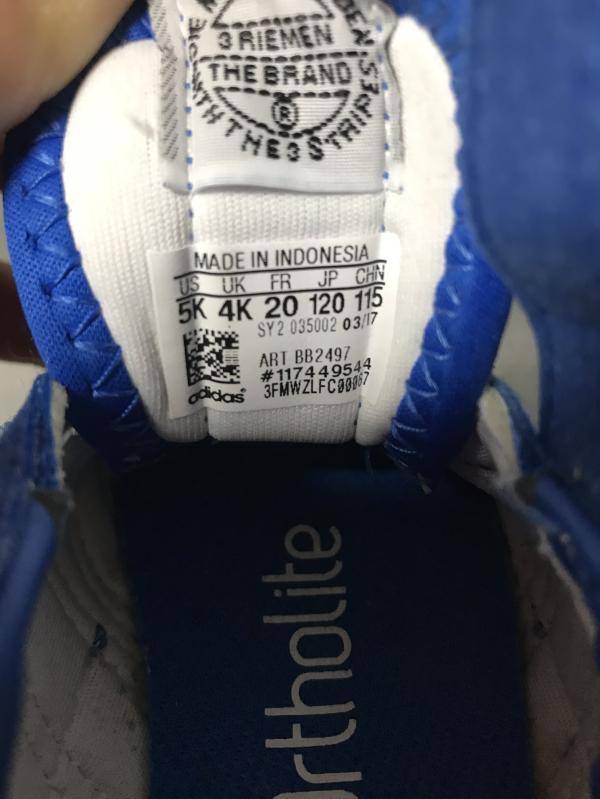 3 RIEMEN
THE BRAND
®
WITH THE 3 STRIPES
MADE IN INDONESIA
US UK FR JP CHN
5K 4K 20 120 115
SY2 035002 03/17
ART BB2497
#117449544
3FMWZLFC00067
adidas®
ortholite